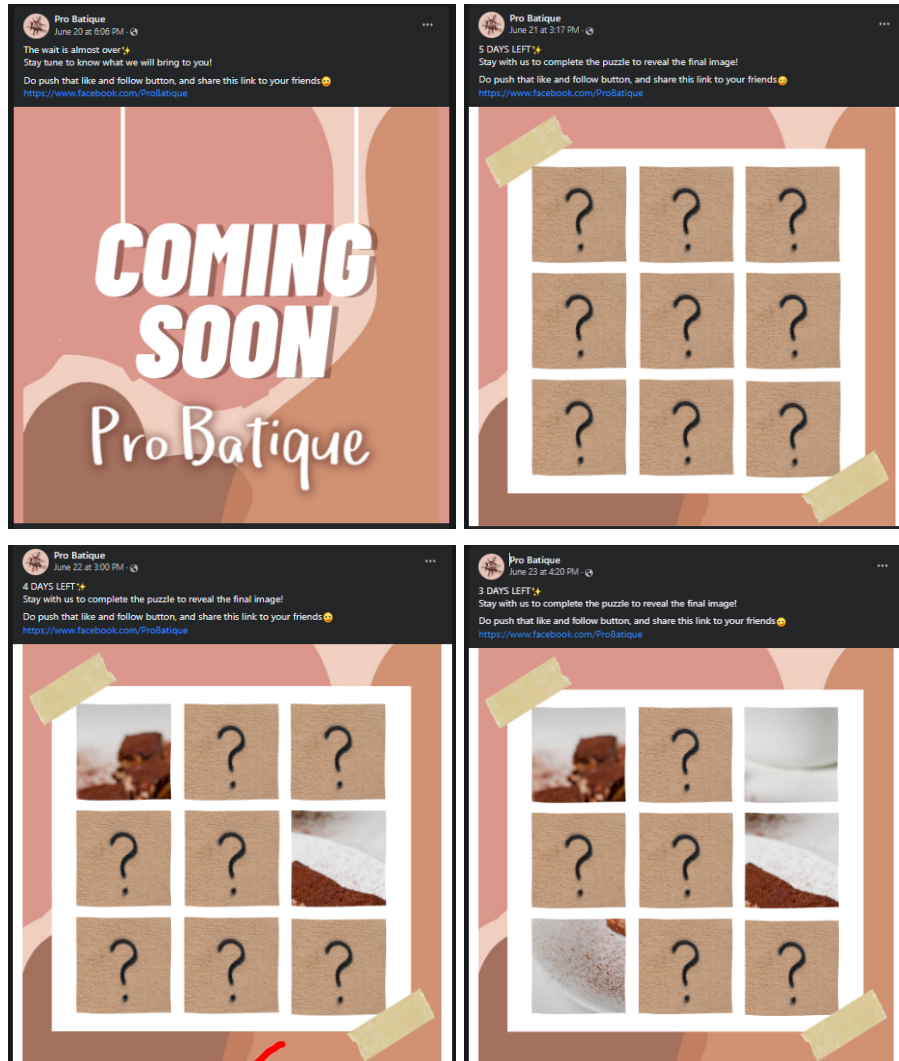 Pro Batique
June 20 at 6:06 PM ·
The wait is almost over✨
Stay tune to know what we will bring to you!
Do push that like and follow button, and share this link to your friends😊
https://www.facebook.com/ProBatique
COMING
SOON
Pro Batique
Pro Batique
June 21 at 3:17 PM ·
5 DAYS LEFT✨
Stay with us to complete the puzzle to reveal the final image!
Do push that like and follow button, and share this link to your friends😊
https://www.facebook.com/ProBatique
? ? ?
? ? ?
? ? ?
Pro Batique
June 22 at 3:00 PM ·
4 DAYS LEFT✨
Stay with us to complete the puzzle to reveal the final image!
Do push that like and follow button, and share this link to your friends😊
https://www.facebook.com/ProBatique
? ?
? ?
? ? ?
Pro Batique
June 23 at 4:20 PM ·
3 DAYS LEFT✨
Stay with us to complete the puzzle to reveal the final image!
Do push that like and follow button, and share this link to your friends😊
https://www.facebook.com/ProBatique
?
? ?
? ?